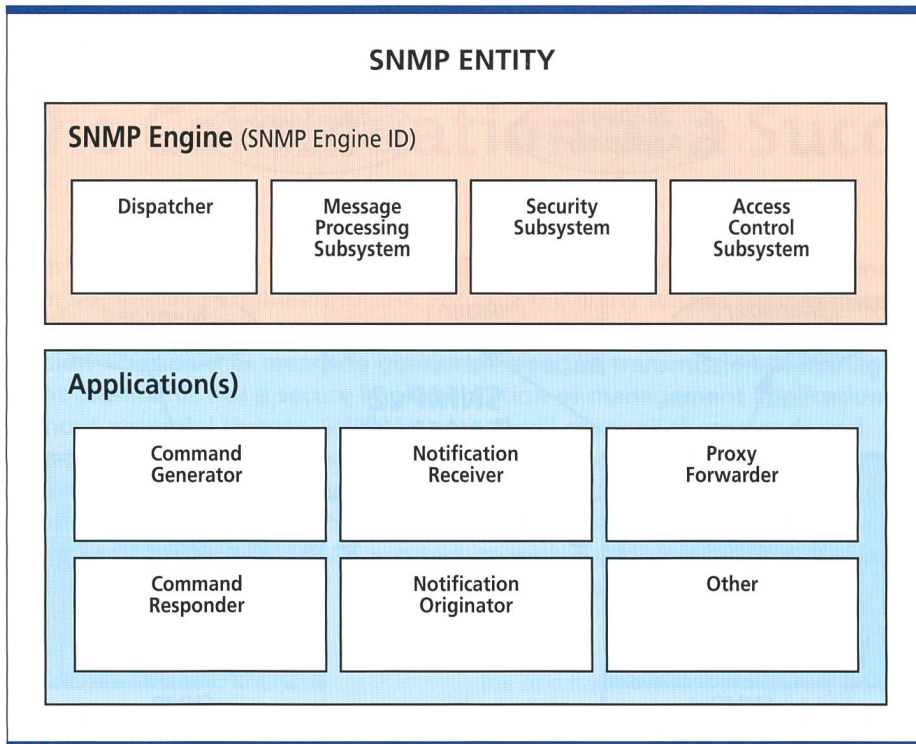 SNMP ENTITY
SNMP Engine (SNMP Engine ID)
Dispatcher
Message
Processing
Subsystem
Security
Subsystem
Access
Control
Subsystem
Application(s)
Command
Generator
Notification
Receiver
Proxy
Forwarder
Command
Responder
Notification
Originator
Other